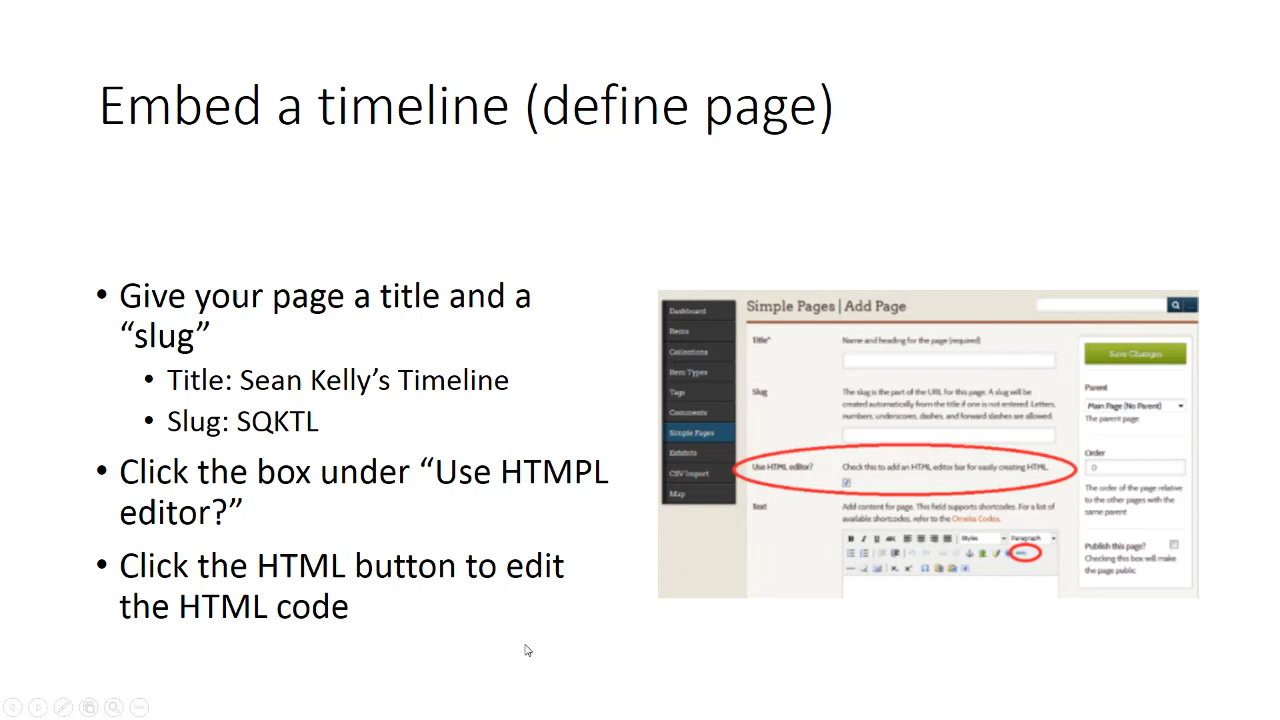 Embed a timeline (define page)
• Give your page a title and a
“slug”
• Title: Sean Kelly’s Timeline
• Slug: SQKTL
• Click the box under “Use HTMPL
editor?”
• Click the HTML button to edit
the HTML code
Simple Pages | Add Page
Dashboard
Items
Collections
Item Types
Tags
Comments
Simple Pages
Exhibits
CSV Import
Map
Title*
Name and heading for the page (required)
Slug
The slug is the part of the URL for this page. A slug will
be created automatically from the title if one is not entered. Letters,
numbers, underscores, dashes, and forward slashes are allowed.
Use HTML editor?
Check this to add an HTML editor bar for easily creating HTML.
Text
Add content for page. This field supports shortcodes. For a list of
available shortcodes, refer to the Omeka Codex.
B I U ABC
Styles
Paragraph
HTML
Save Changes
Parent
Main Page (No Parent)
The parent page
Order
0
The order of the page relative
to the other pages with the
same parent
Publish this page?
Checking this box will make
the page public